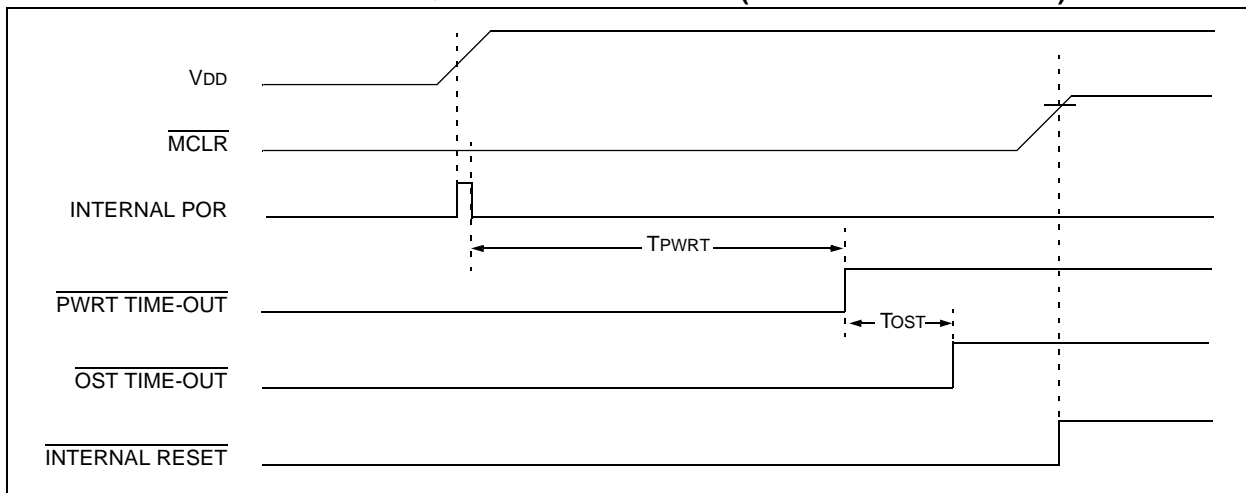 VDD
MCLR
INTERNAL POR
TPWRT
PWRT TIME-OUT
TOST
OST TIME-OUT
INTERNAL RESET